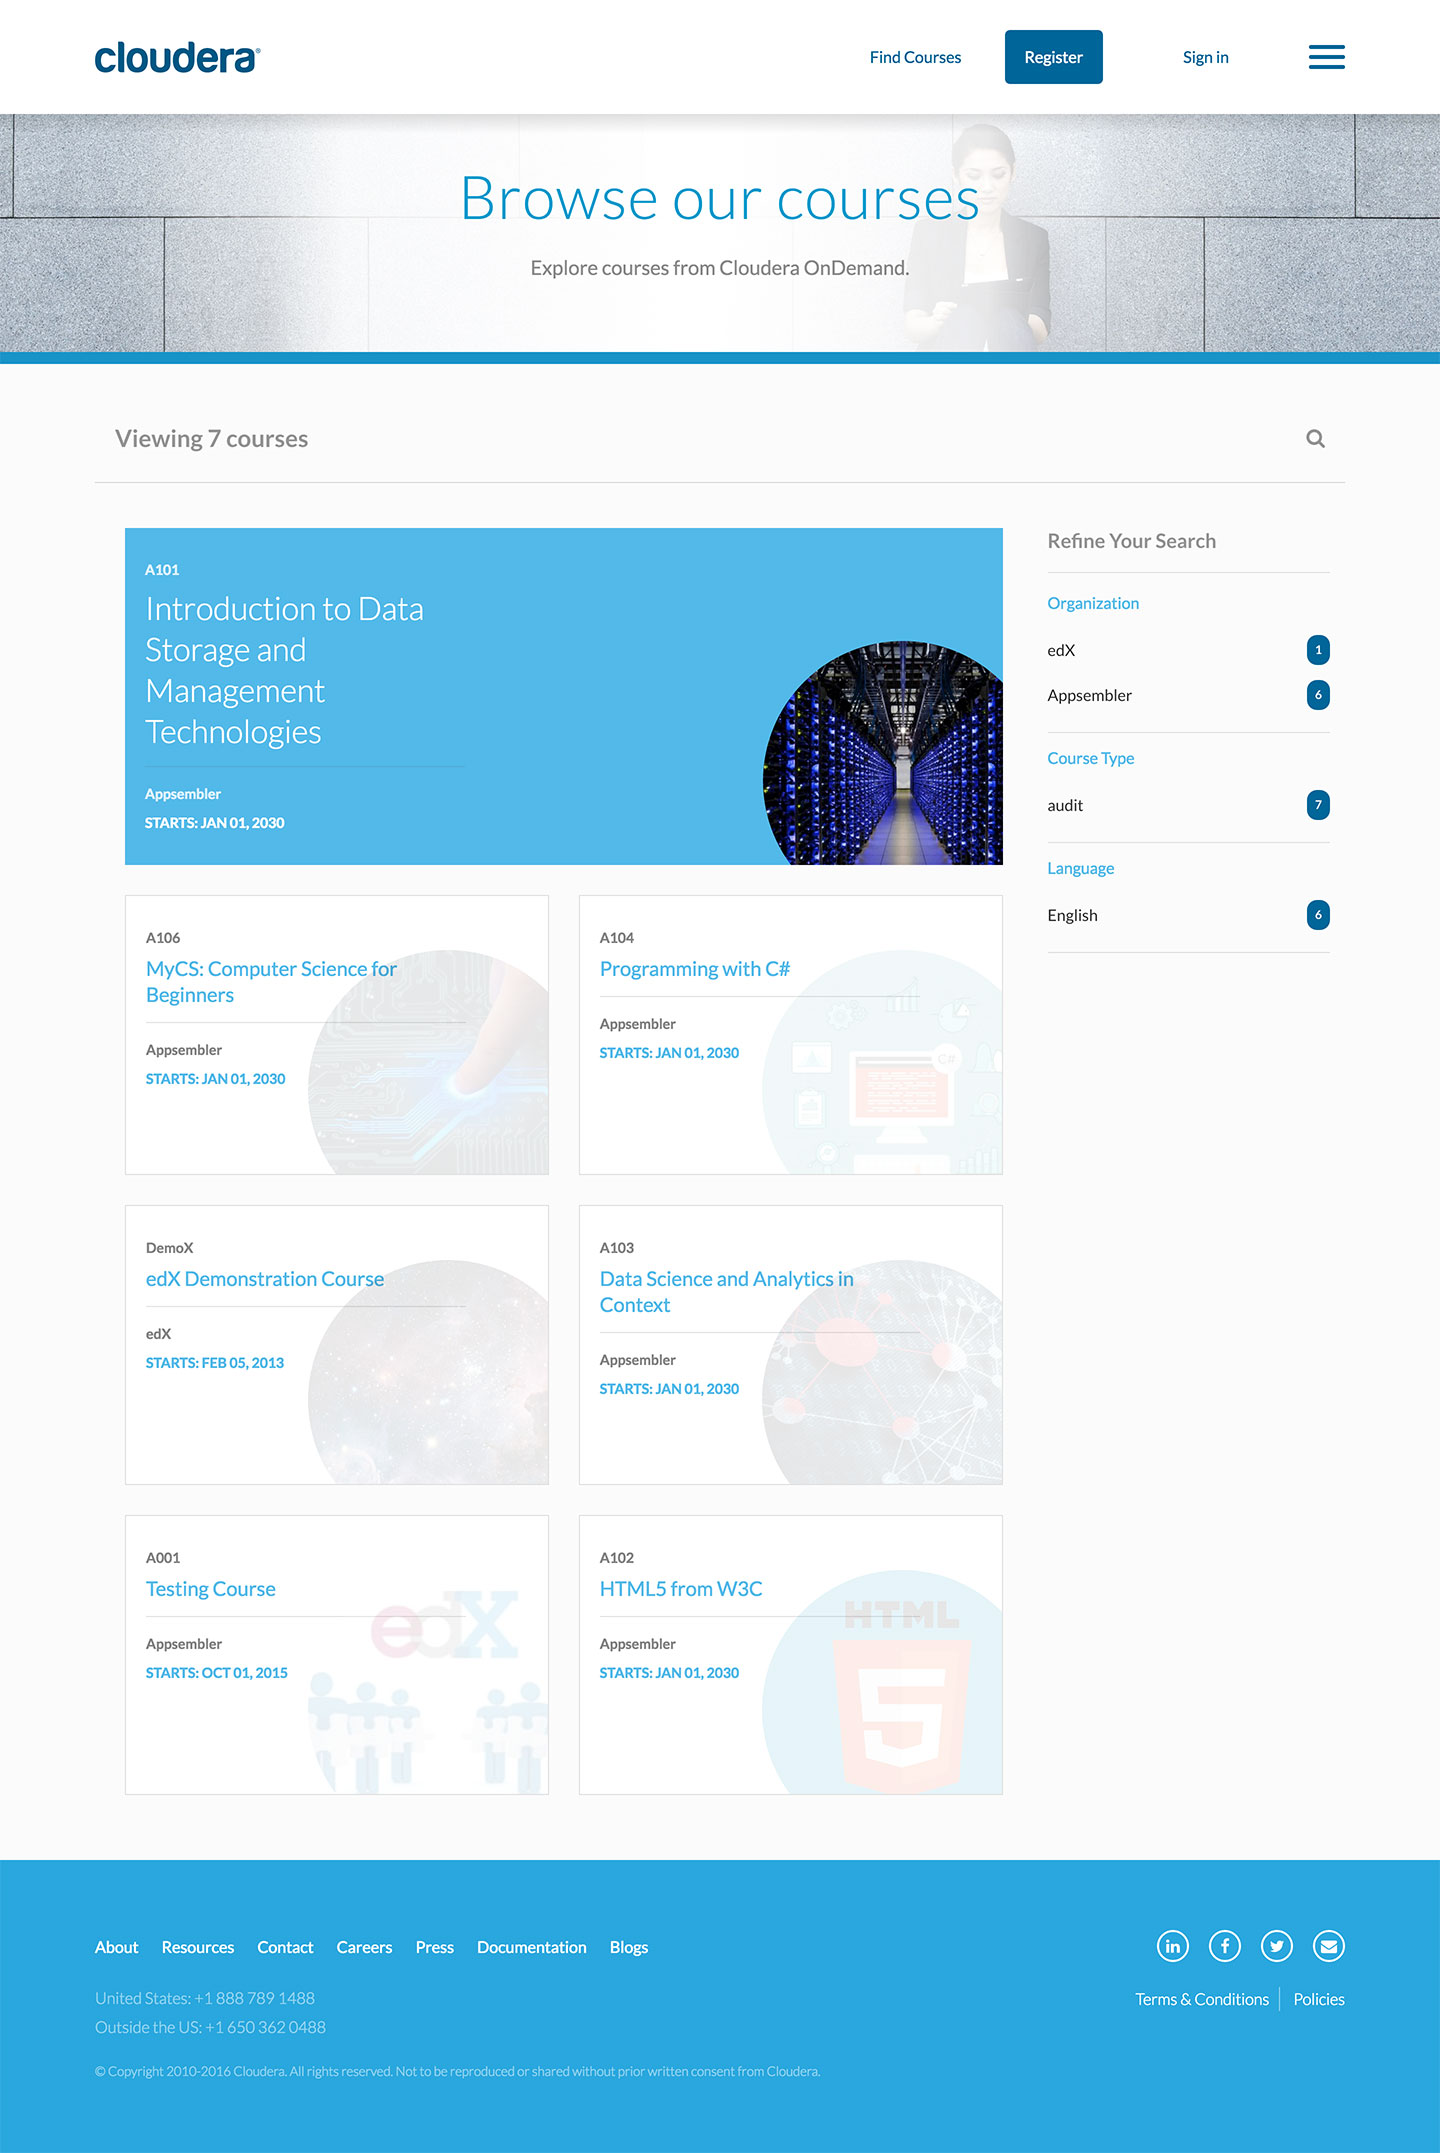 cloudera®
Find Courses
Register
Sign in
Browse our courses
Explore courses from Cloudera OnDemand.
Viewing 7 courses
A101
Introduction to Data
Storage and
Management
Technologies
Appsembler
STARTS: JAN 01, 2030
Refine Your Search
Organization
edX 1
Appsembler 6
Course Type
audit 7
Language
English 6
A106
MyCS: Computer Science for
Beginners
Appsembler
STARTS: JAN 01, 2030
A104
Programming with C#
Appsembler
STARTS: JAN 01, 2030
C#
DemoX
edX Demonstration Course
edX
STARTS: FEB 05, 2013
A103
Data Science and Analytics in
Context
Appsembler
STARTS: JAN 01, 2030
A001
Testing Course
Appsembler
STARTS: OCT 01, 2015
edX
A102
HTML5 from W3C
Appsembler
STARTS: JAN 01, 2030
HTML
5
About Resources Contact Careers Press Documentation Blogs
United States: +1 888 789 1488
Outside the US: +1 650 362 0488
© Copyright 2010-2016 Cloudera. All rights reserved. Not to be reproduced or shared without prior written consent from Cloudera.
in f
Terms & Conditions | Policies